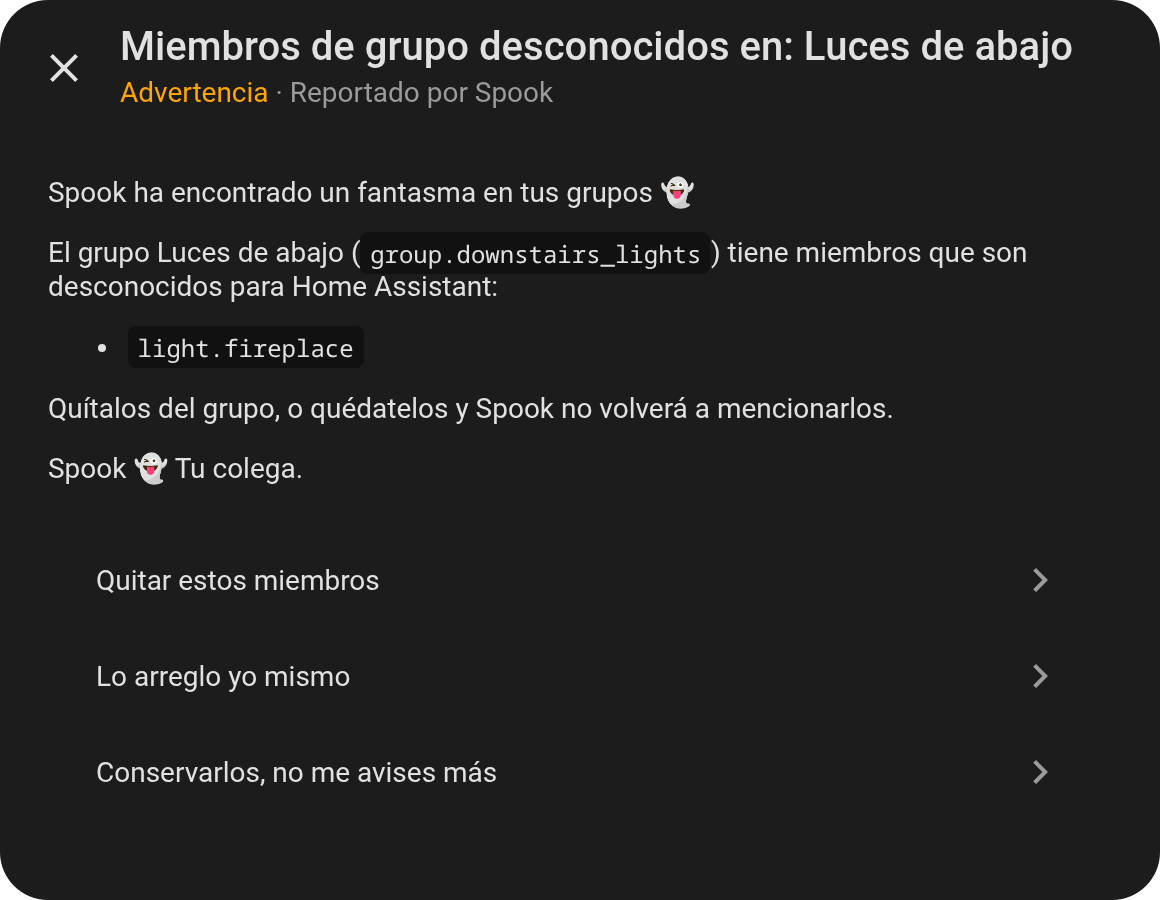 Miembros de grupo desconocidos en: Luces de abajo
Advertencia · Reportado por Spook
Spook ha encontrado un fantasma en tus grupos 👻
El grupo Luces de abajo (group.downstairs_lights) tiene miembros que son
desconocidos para Home Assistant:
• light.fireplace
Quítalos del grupo, o quédatelos y Spook no volverá a mencionarlos.
Spook 👻 Tu colega.
Quitar estos miembros
Lo arreglo yo mismo
Conservarlos, no me avises más